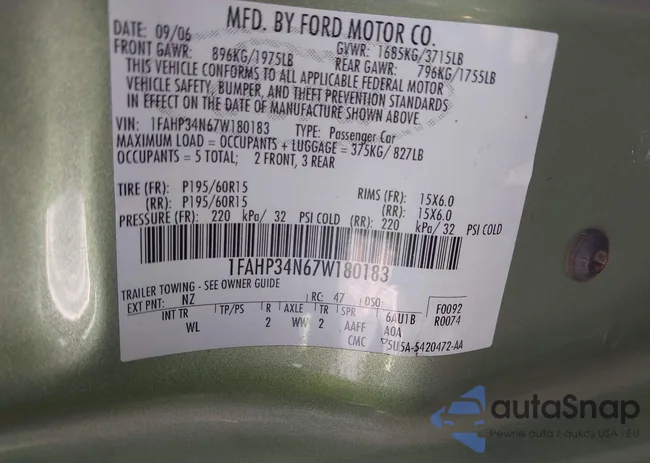 MFD. BY FORD MOTOR CO.
DATE: 09/06
GVWR: 1685KG/3715LB
FRONT GAWR: 896KG/1975LB
REAR GAWR: 796KG/1755LB
THIS VEHICLE CONFORMS TO ALL APPLICABLE FEDERAL MOTOR
VEHICLE SAFETY, BUMPER, AND THEFT PREVENTION STANDARDS
IN EFFECT ON THE DATE OF MANUFACTURE SHOWN ABOVE.
VIN: 1FAHP34N67W180183 TYPE: Passenger Car
MAXIMUM LOAD = OCCUPANTS + LUGGAGE = 375KG/ 827LB
OCCUPANTS = 5 TOTAL; 2 FRONT, 3 REAR
TIRE (FR): P195/60R15 RIMS (FR): 15X6.0
(RR): P195/60R15 (RR): 15X6.0
PRESSURE (FR): 220 kPa/ 32 PSI COLD (RR): 220 kPa/ 32 PSI COLD
1FAHP34N67W180183
TRAILER TOWING - SEE OWNER GUIDE
EXT PNT: NZ RC: 47 DSO: F0092
INT TR TP/PS R AXLE TR SPR 6AU1B R0074
WL 2 WW 2 AAFF A0A
CMC 5U5A-5420472-AA
autaSnap
Pewne auta z aukcji USA i EU